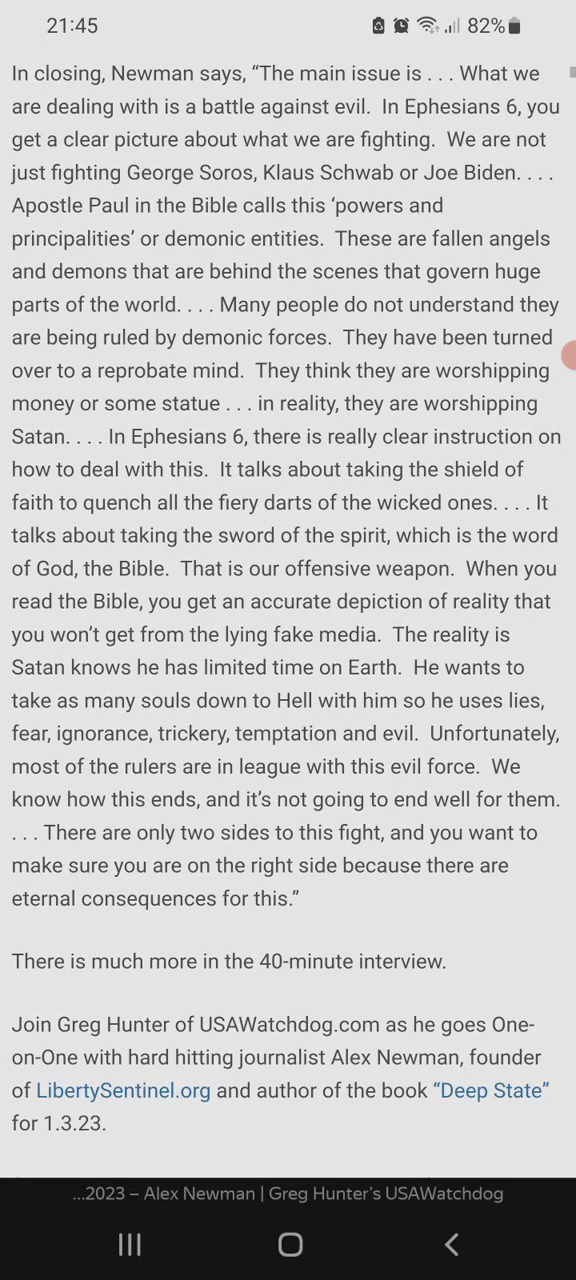 21:45
82%
In closing, Newman says, “The main issue is . . . What we
are dealing with is a battle against evil.  In Ephesians 6, you
get a clear picture about what we are fighting.  We are not
just fighting George Soros, Klaus Schwab or Joe Biden. . . .
Apostle Paul in the Bible calls this ‘powers and
principalities’ or demonic entities.  These are fallen angels
and demons that are behind the scenes that govern huge
parts of the world. . . . Many people do not understand they
are being ruled by demonic forces.  They have been turned
over to a reprobate mind.  They think they are worshipping
money or some statue . . . in reality, they are worshipping
Satan. . . . In Ephesians 6, there is really clear instruction on
how to deal with this.  It talks about taking the shield of
faith to quench all the fiery darts of the wicked ones. . . . It
talks about taking the sword of the spirit, which is the word
of God, the Bible.  That is our offensive weapon.  When you
read the Bible, you get an accurate depiction of reality that
you won’t get from the lying fake media.  The reality is
Satan knows he has limited time on Earth.  He wants to
take as many souls down to Hell with him so he uses lies,
fear, ignorance, trickery, temptation and evil.  Unfortunately,
most of the rulers are in league with this evil force.  We
know how this ends, and it’s not going to end well for them.
. . . There are only two sides to this fight, and you want to
make sure you are on the right side because there are
eternal consequences for this.”
There is much more in the 40-minute interview.
Join Greg Hunter of USAWatchdog.com as he goes One-
on-One with hard hitting journalist Alex Newman, founder
of LibertySentinel.org and author of the book “Deep State”
for 1.3.23.
...2023 – Alex Newman | Greg Hunter’s USAWatchdog